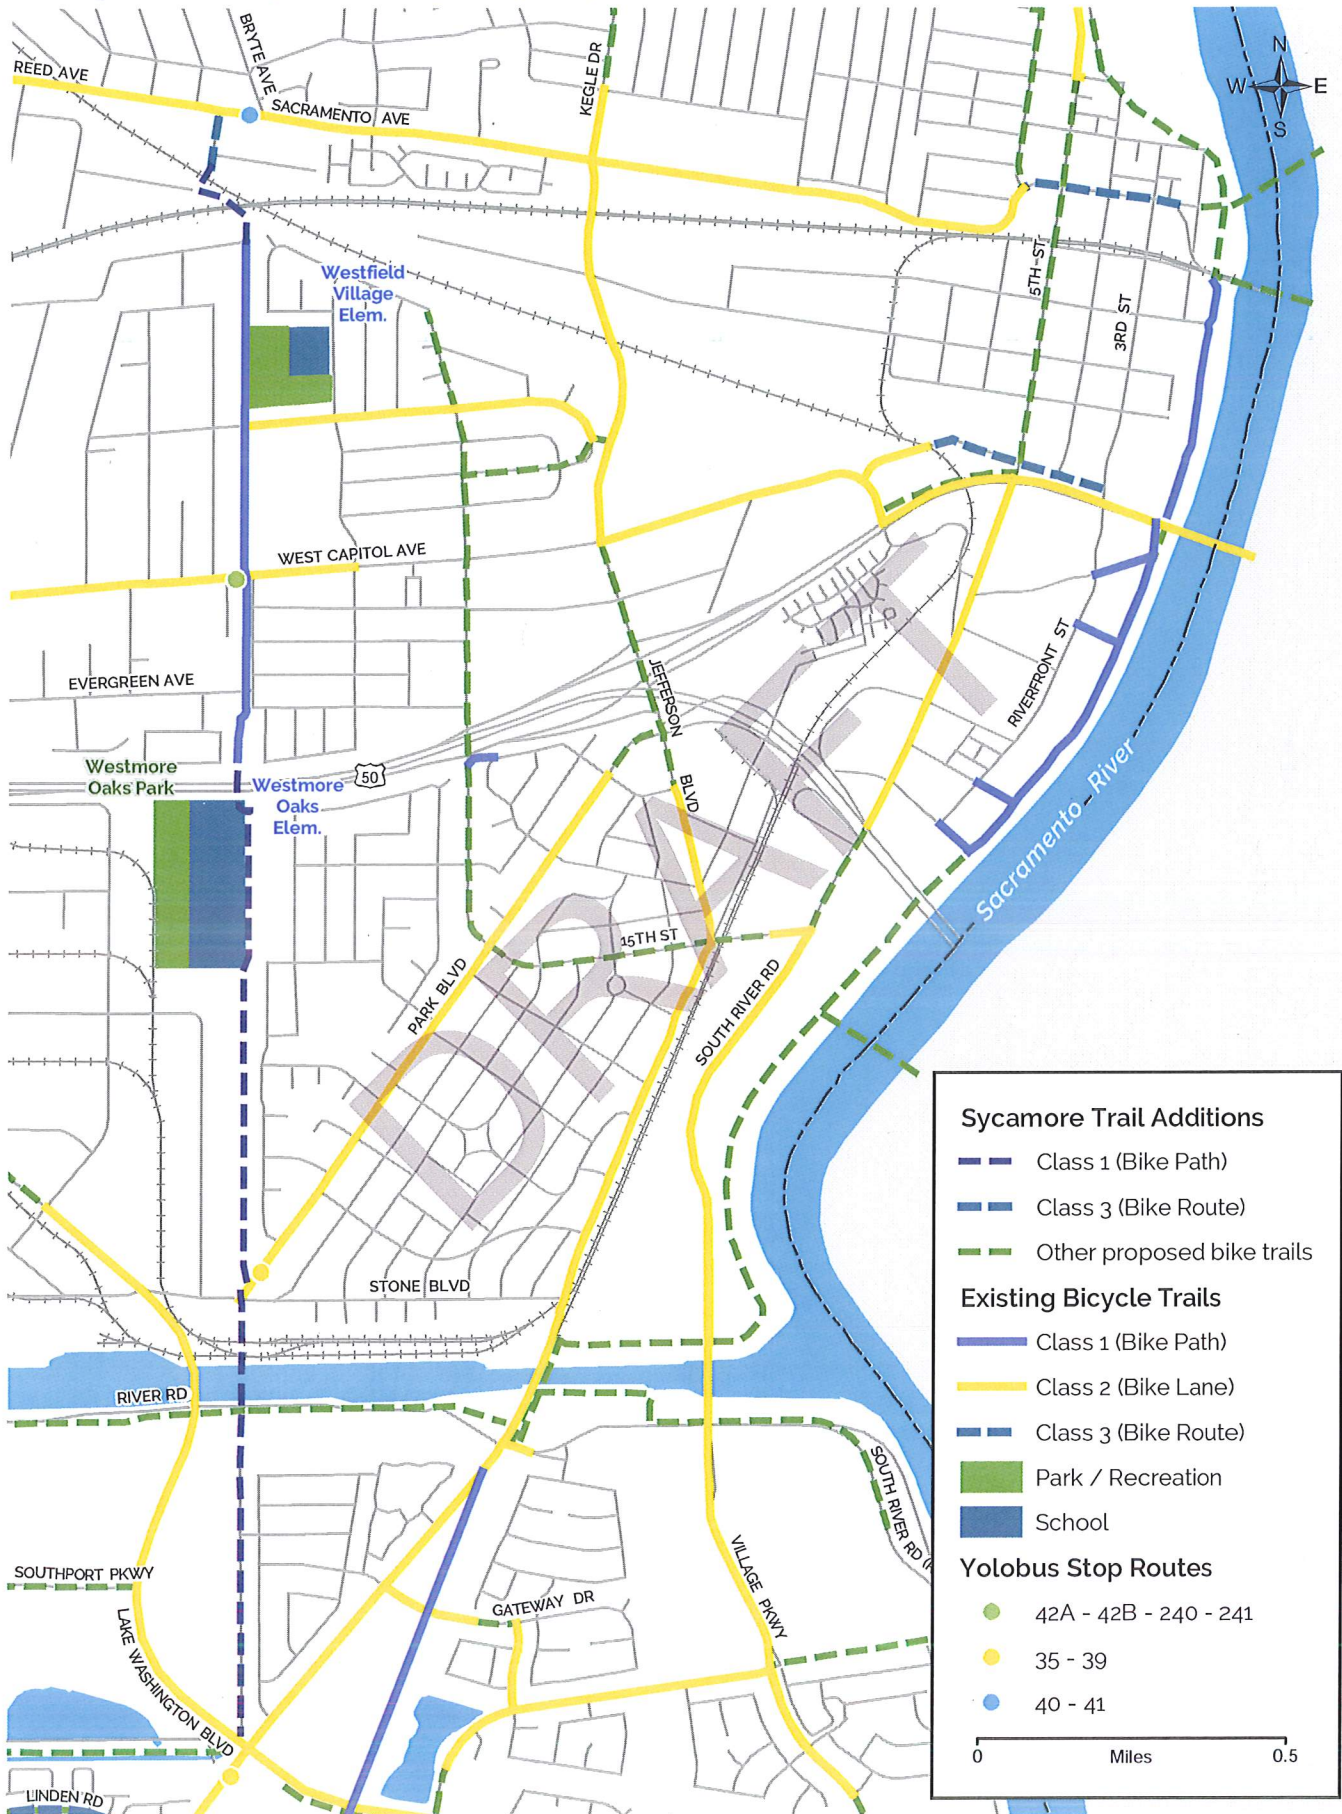 BRYTE AVE
KEGLE DR
REED AVE
SACRAMENTO AVE
N
W
E
S
5TH ST
3RD ST
Westfield
Village
Elem.
WEST CAPITOL AVE
EVERGREEN AVE
JEFFERSON
BLVD
RIVERFRONT ST
Westmore
Oaks Park
50
Westmore
Oaks
Elem.
Sacramento River
15TH ST
PARK BLVD
SOUTH RIVER RD
DRAFT
STONE BLVD
RIVER RD
SOUTH RIVER RD
SOUTHPORT PKWY
LAKE WASHINGTON BLVD
GATEWAY DR
VILLAGE PKWY
LINDEN RD
Sycamore Trail Additions
Class 1 (Bike Path)
Class 3 (Bike Route)
Other proposed bike trails
Existing Bicycle Trails
Class 1 (Bike Path)
Class 2 (Bike Lane)
Class 3 (Bike Route)
Park / Recreation
School
Yolobus Stop Routes
42A - 42B - 240 - 241
35 - 39
40 - 41
0 Miles 0.5